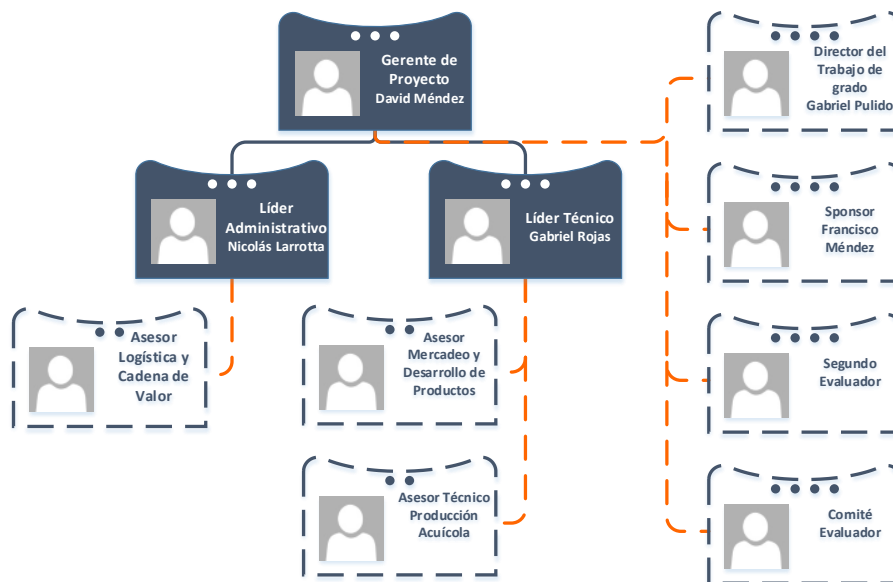 Gerente de
Proyecto
David Méndez
Director del
Trabajo de
grado
Gabriel Pulido
Líder
Administrativo
Nicolás Larrotta
Líder Técnico
Gabriel Rojas
Sponsor
Francisco
Méndez
Asesor
Logística y
Cadena de
Valor
Asesor
Mercadeo y
Desarrollo de
Productos
Segundo
Evaluador
Asesor Técnico
Producción
Acuícola
Comité
Evaluador